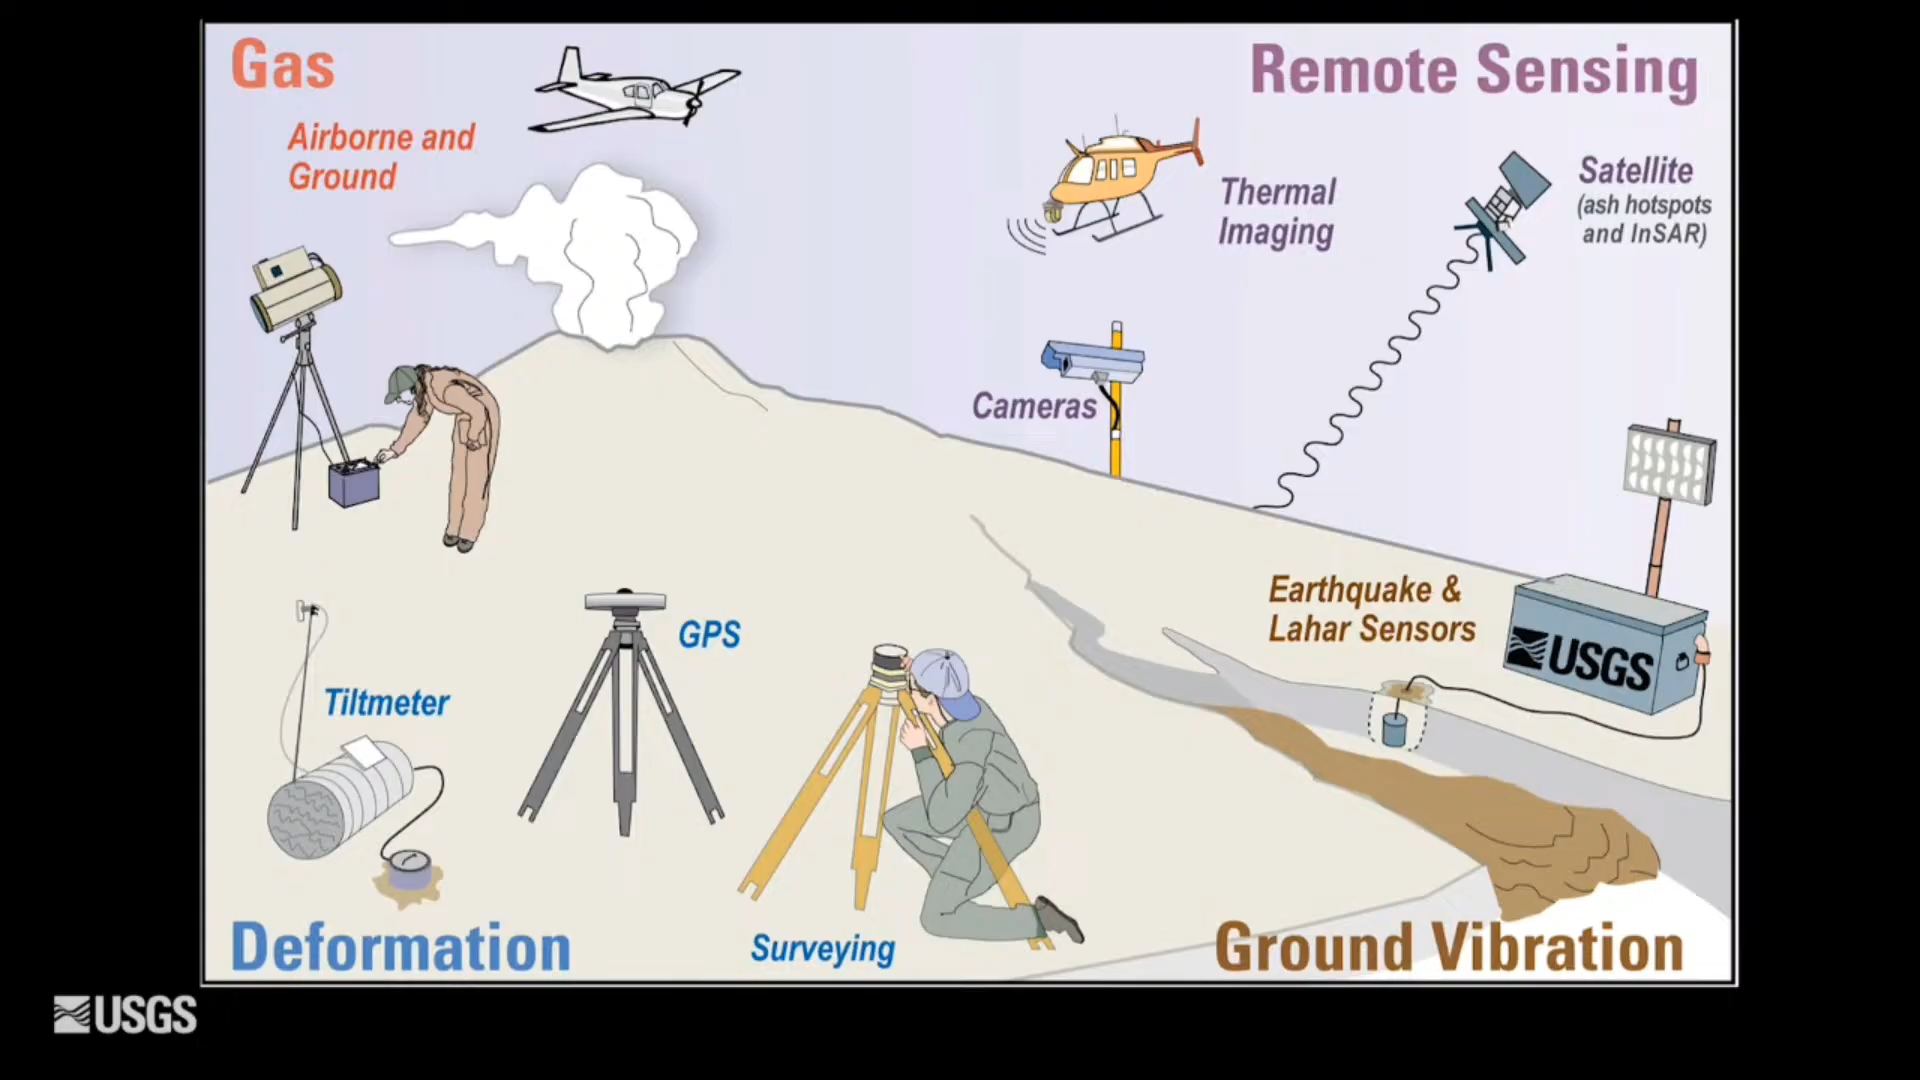 Gas
Airborne and
Ground
Remote Sensing
Thermal
Imaging
Satellite
(ash hotspots
and InSAR)
Cameras
Earthquake &
Lahar Sensors
USGS
GPS
Tiltmeter
Deformation
Surveying
Ground Vibration
USGS